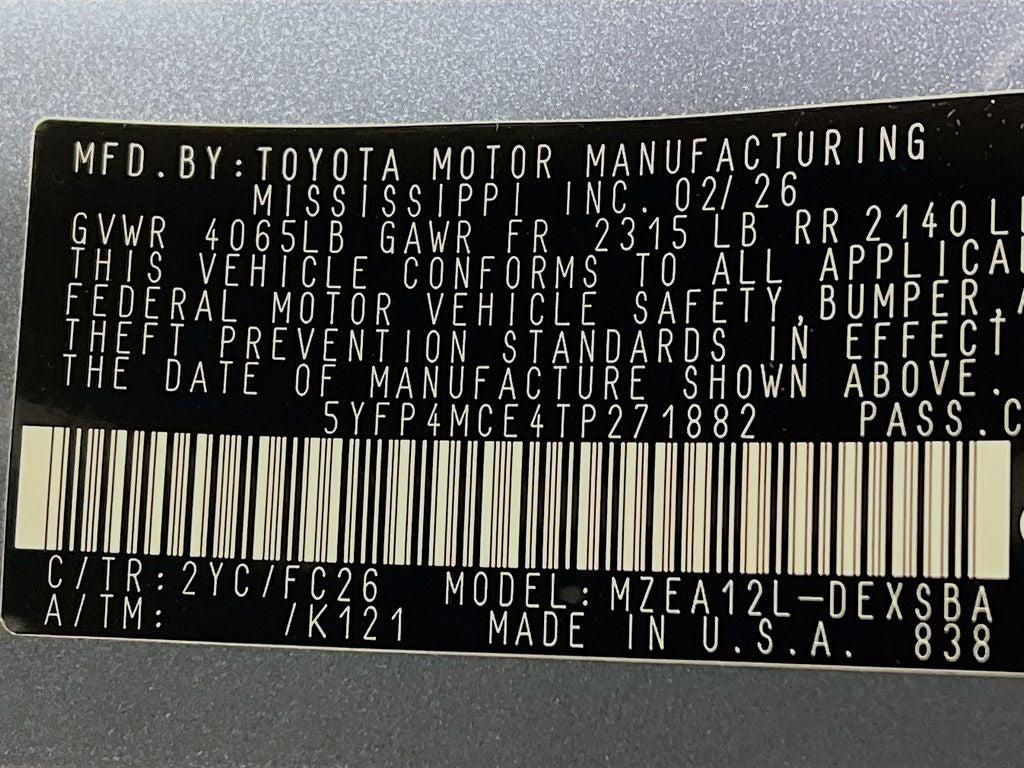 MFD.BY:TOYOTA MOTOR MANUFACTURING
MISSISSIPPI INC. 02/26
GVWR 4065LB GAWR FR 2315 LB RR 2140
THIS VEHICLE CONFORMS TO ALL
FEDERAL MOTOR VEHICLE SAFETY,BUMPER,
THEFT PREVENTION STANDARDS IN EFFECT
THE DATE OF MANUFACTURE SHOWN ABOVE.
5YFP4MCE4TP271882 PASS.
C/TR:2YC/FC26 MODEL:MZEA12L-DEXSBA
A/TM: /K121 MADE IN U.S.A. 838